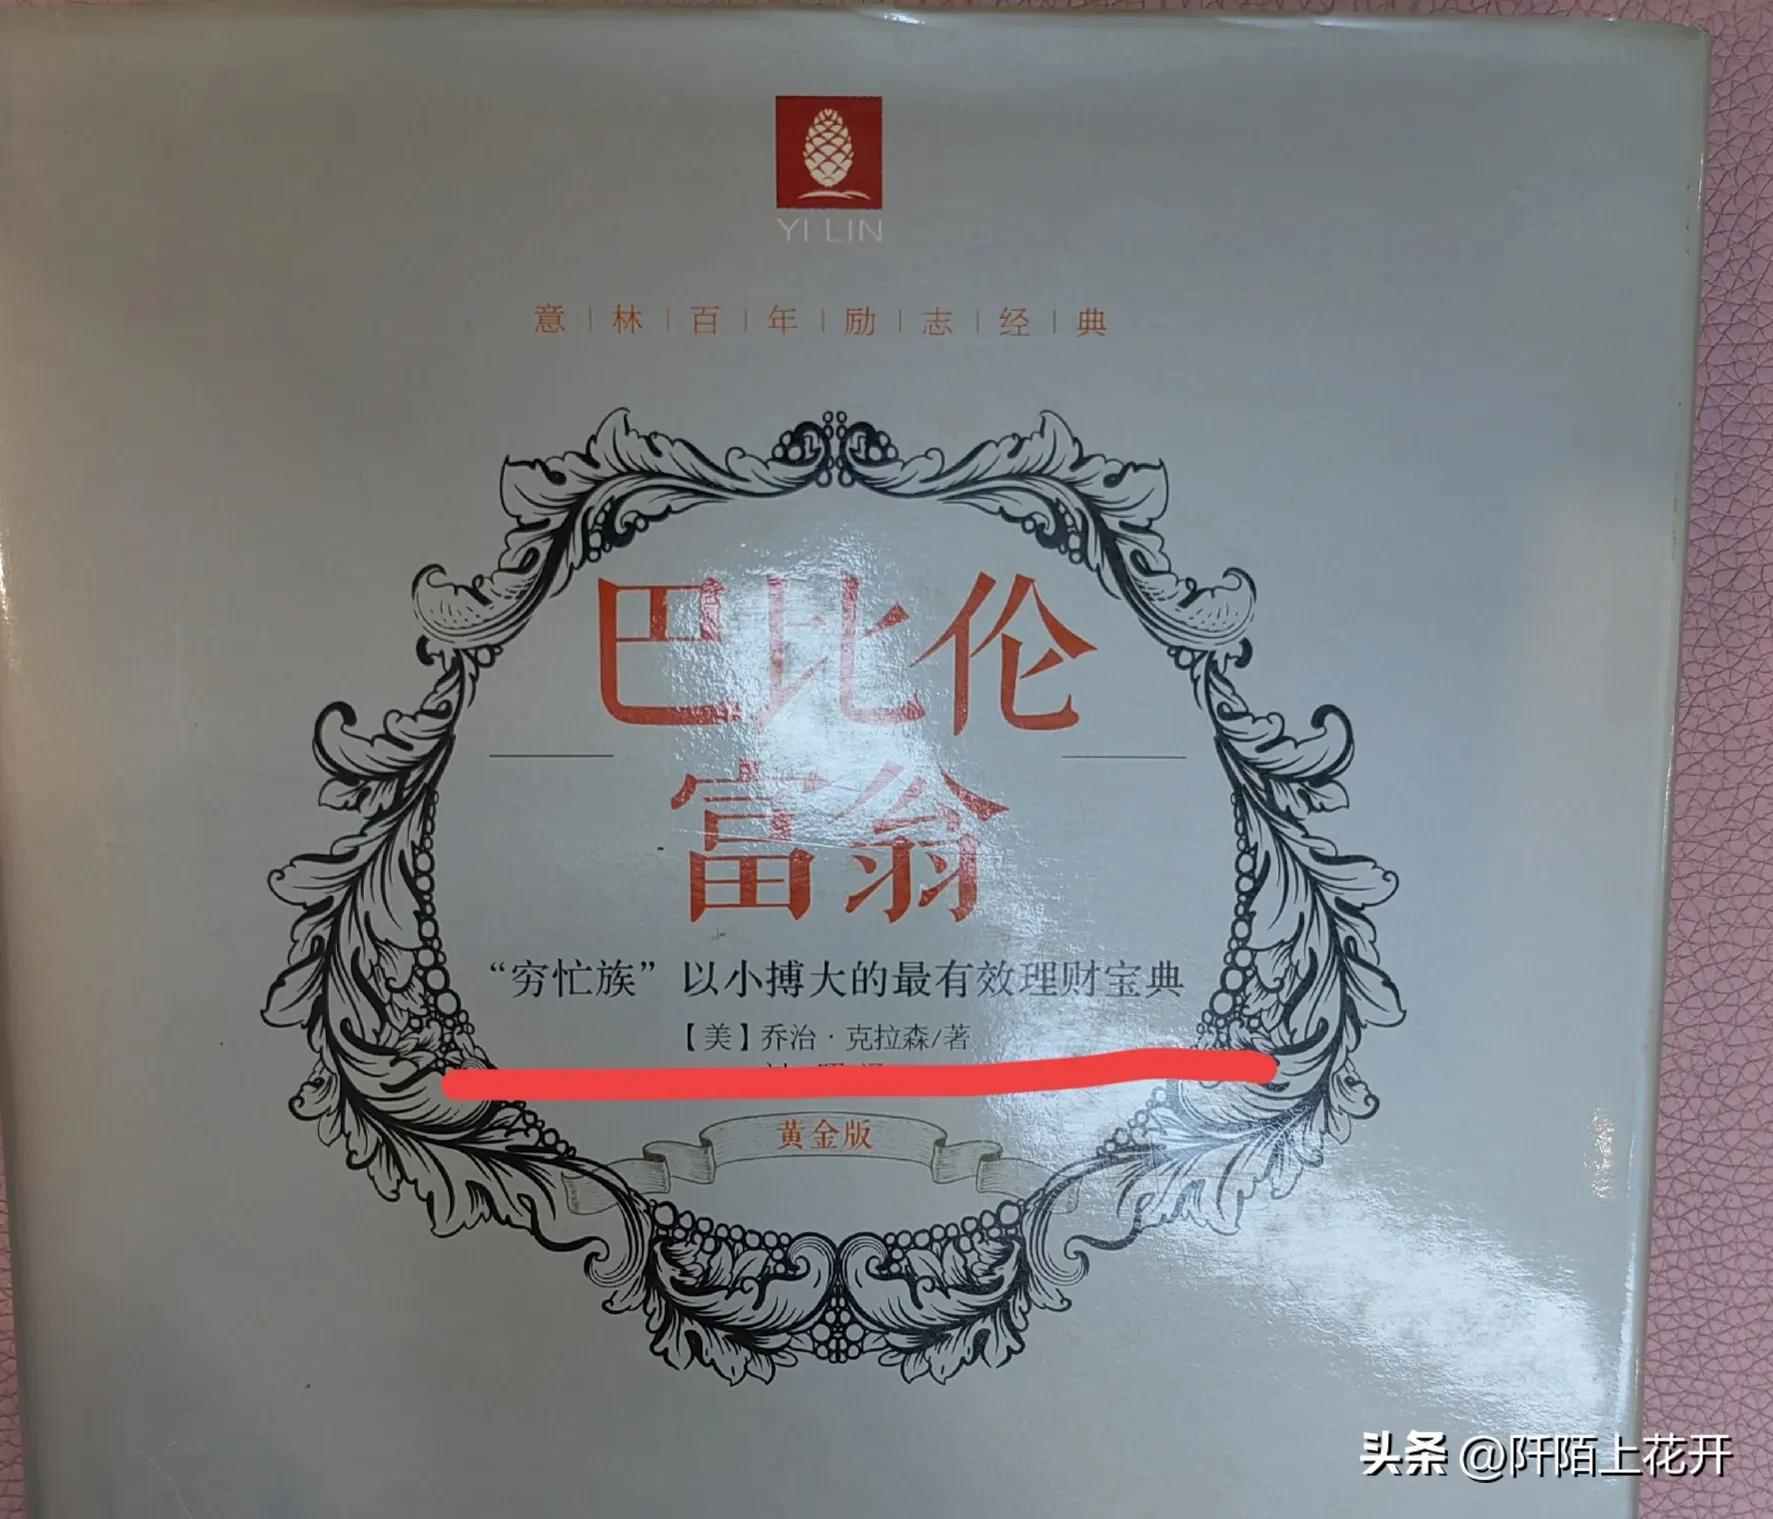 YI LIN
意|林|百|年|励|志|经|典
巴比伦
富翁
“穷忙族”以小搏大的最有效理财宝典
【美】乔治·克拉森/著
黄金版
头条 @阡陌上花开